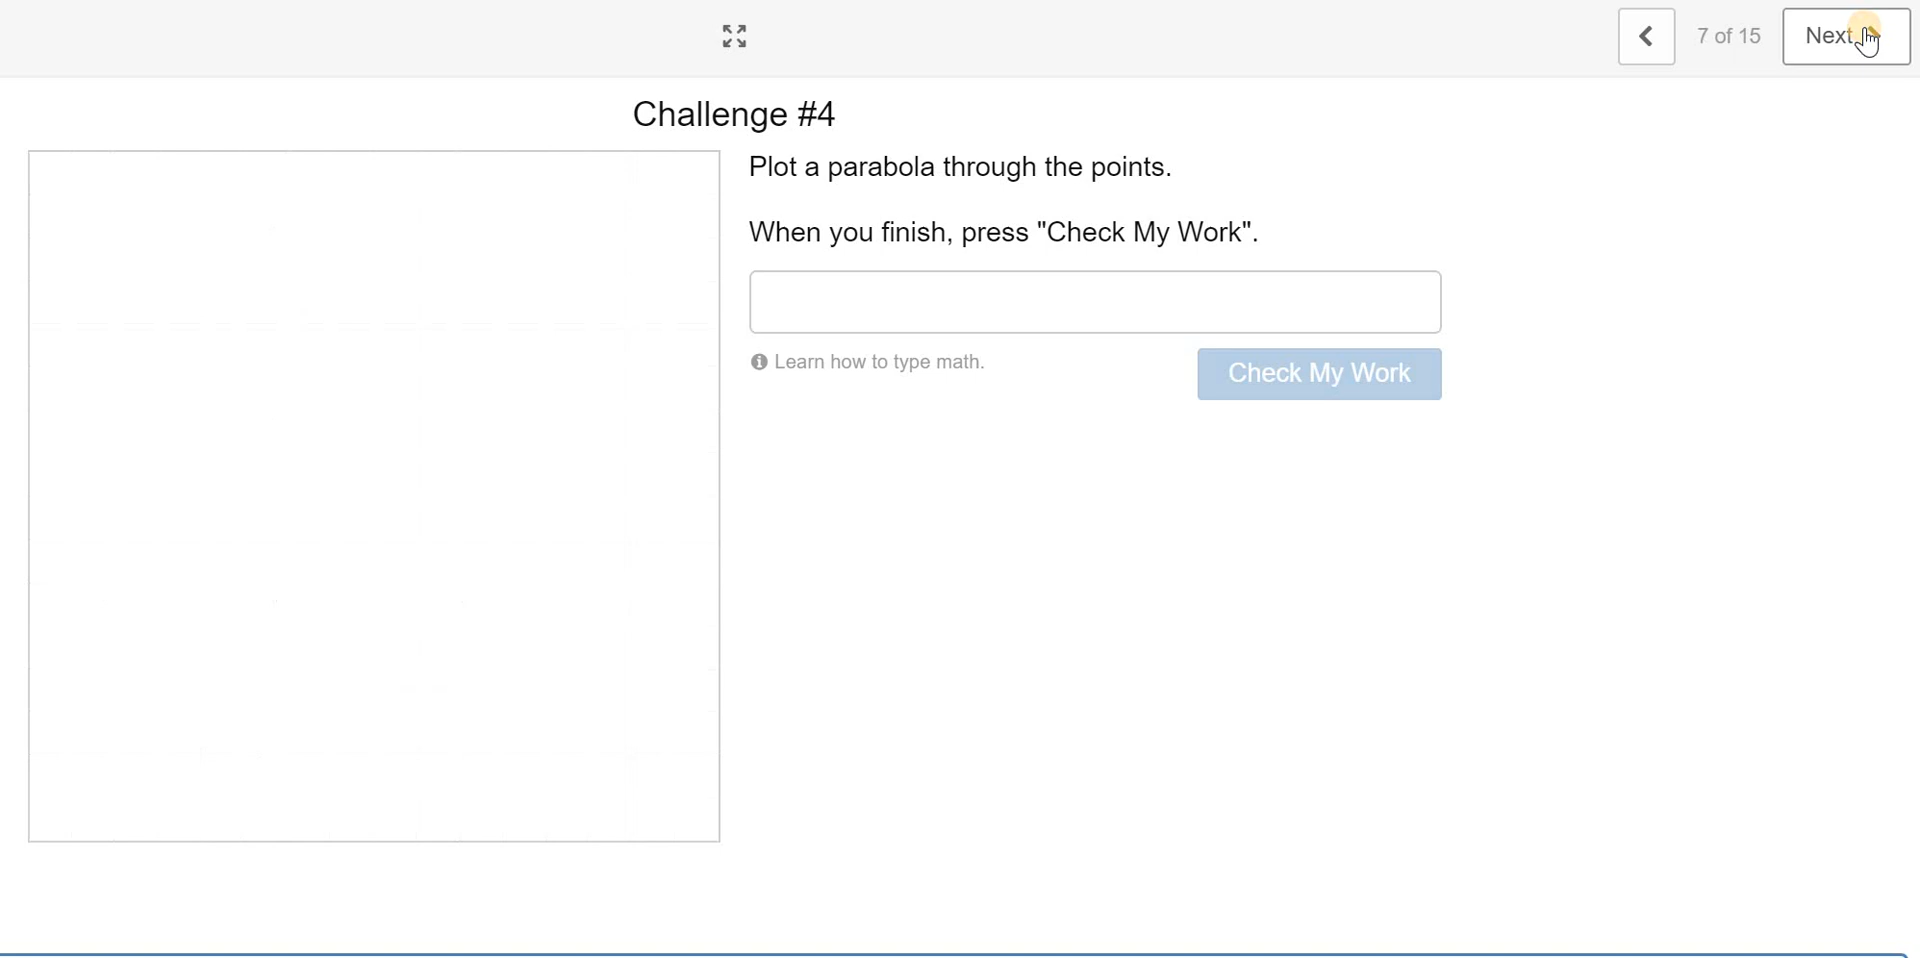 7 of 15
Next
Challenge #4
Plot a parabola through the points.
When you finish, press "Check My Work".
Learn how to type math.
Check My Work